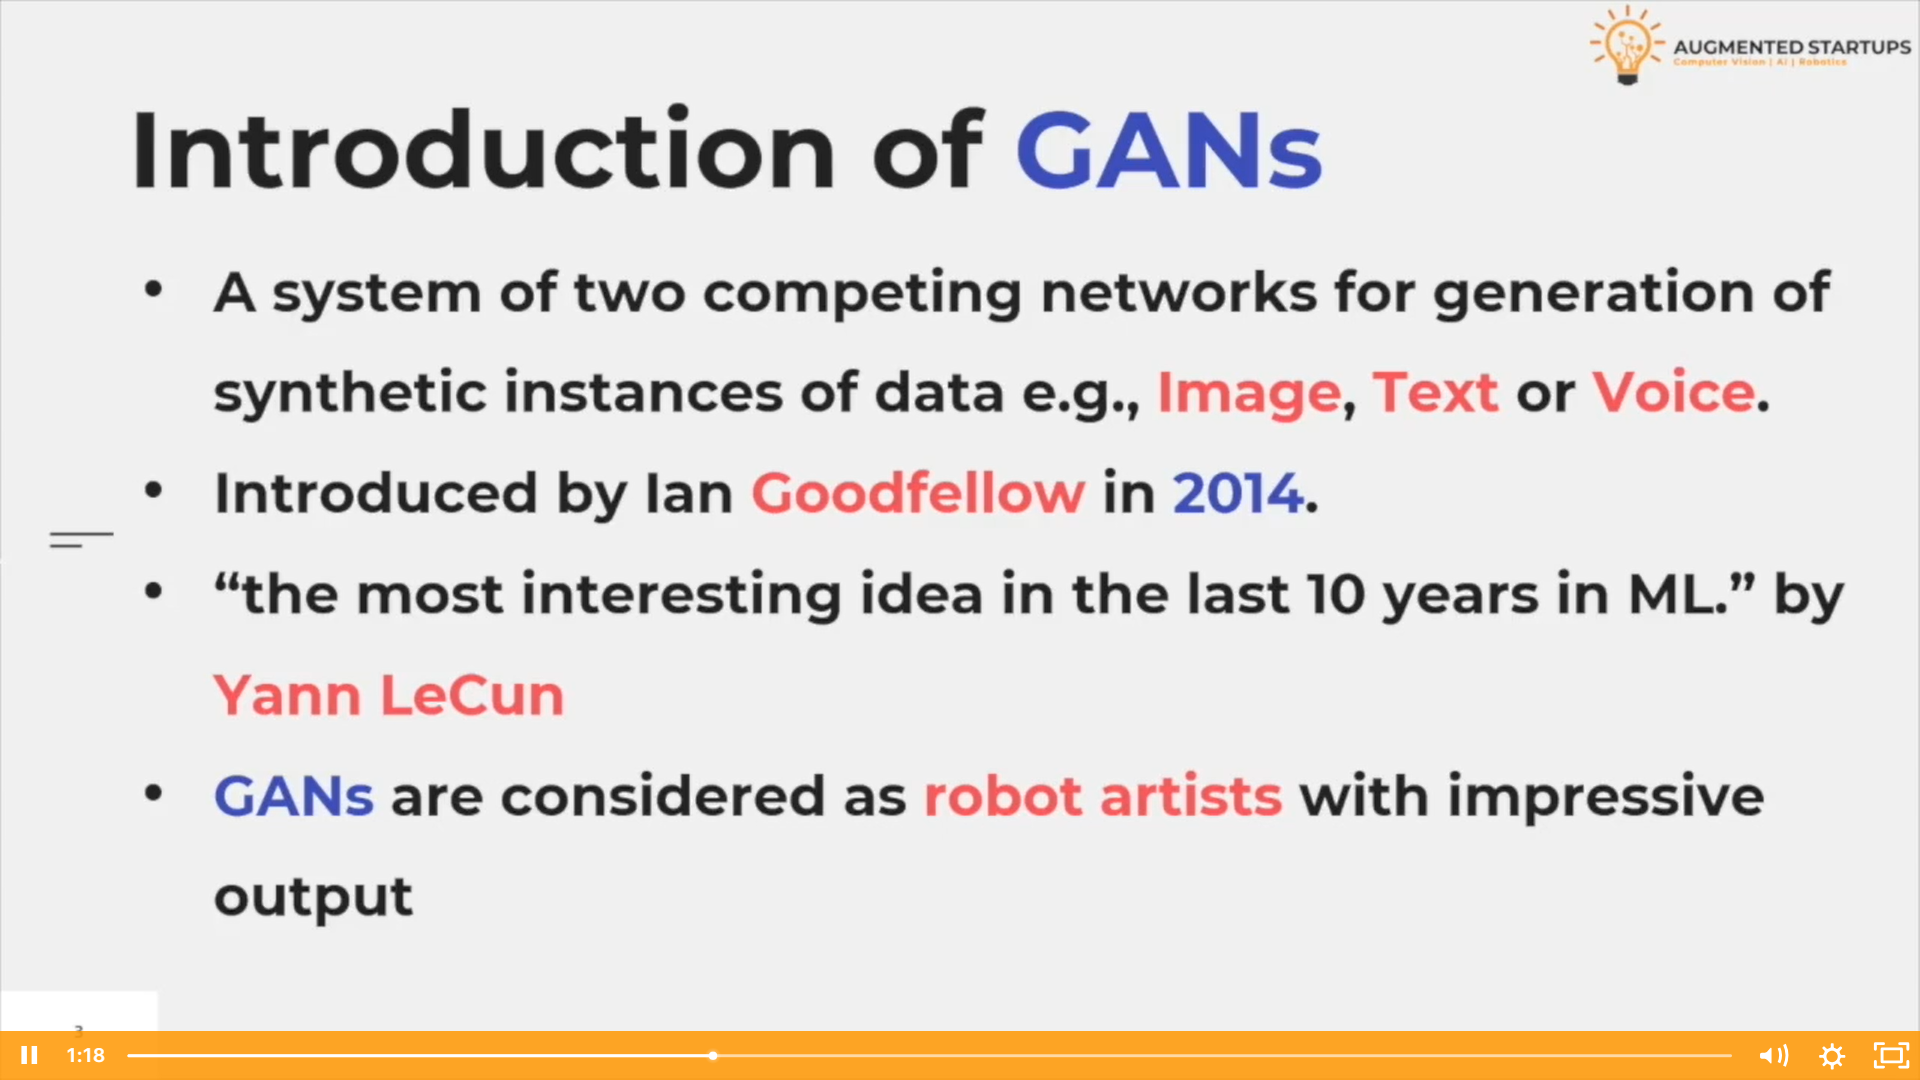 AUGMENTED STARTUPS
Computer Vision | AI | Robotics
Introduction of GANs
• A system of two competing networks for generation of
synthetic instances of data e.g., Image, Text or Voice.
• Introduced by Ian Goodfellow in 2014.
• “the most interesting idea in the last 10 years in ML.” by
Yann LeCun
• GANs are considered as robot artists with impressive
output
3
1:18